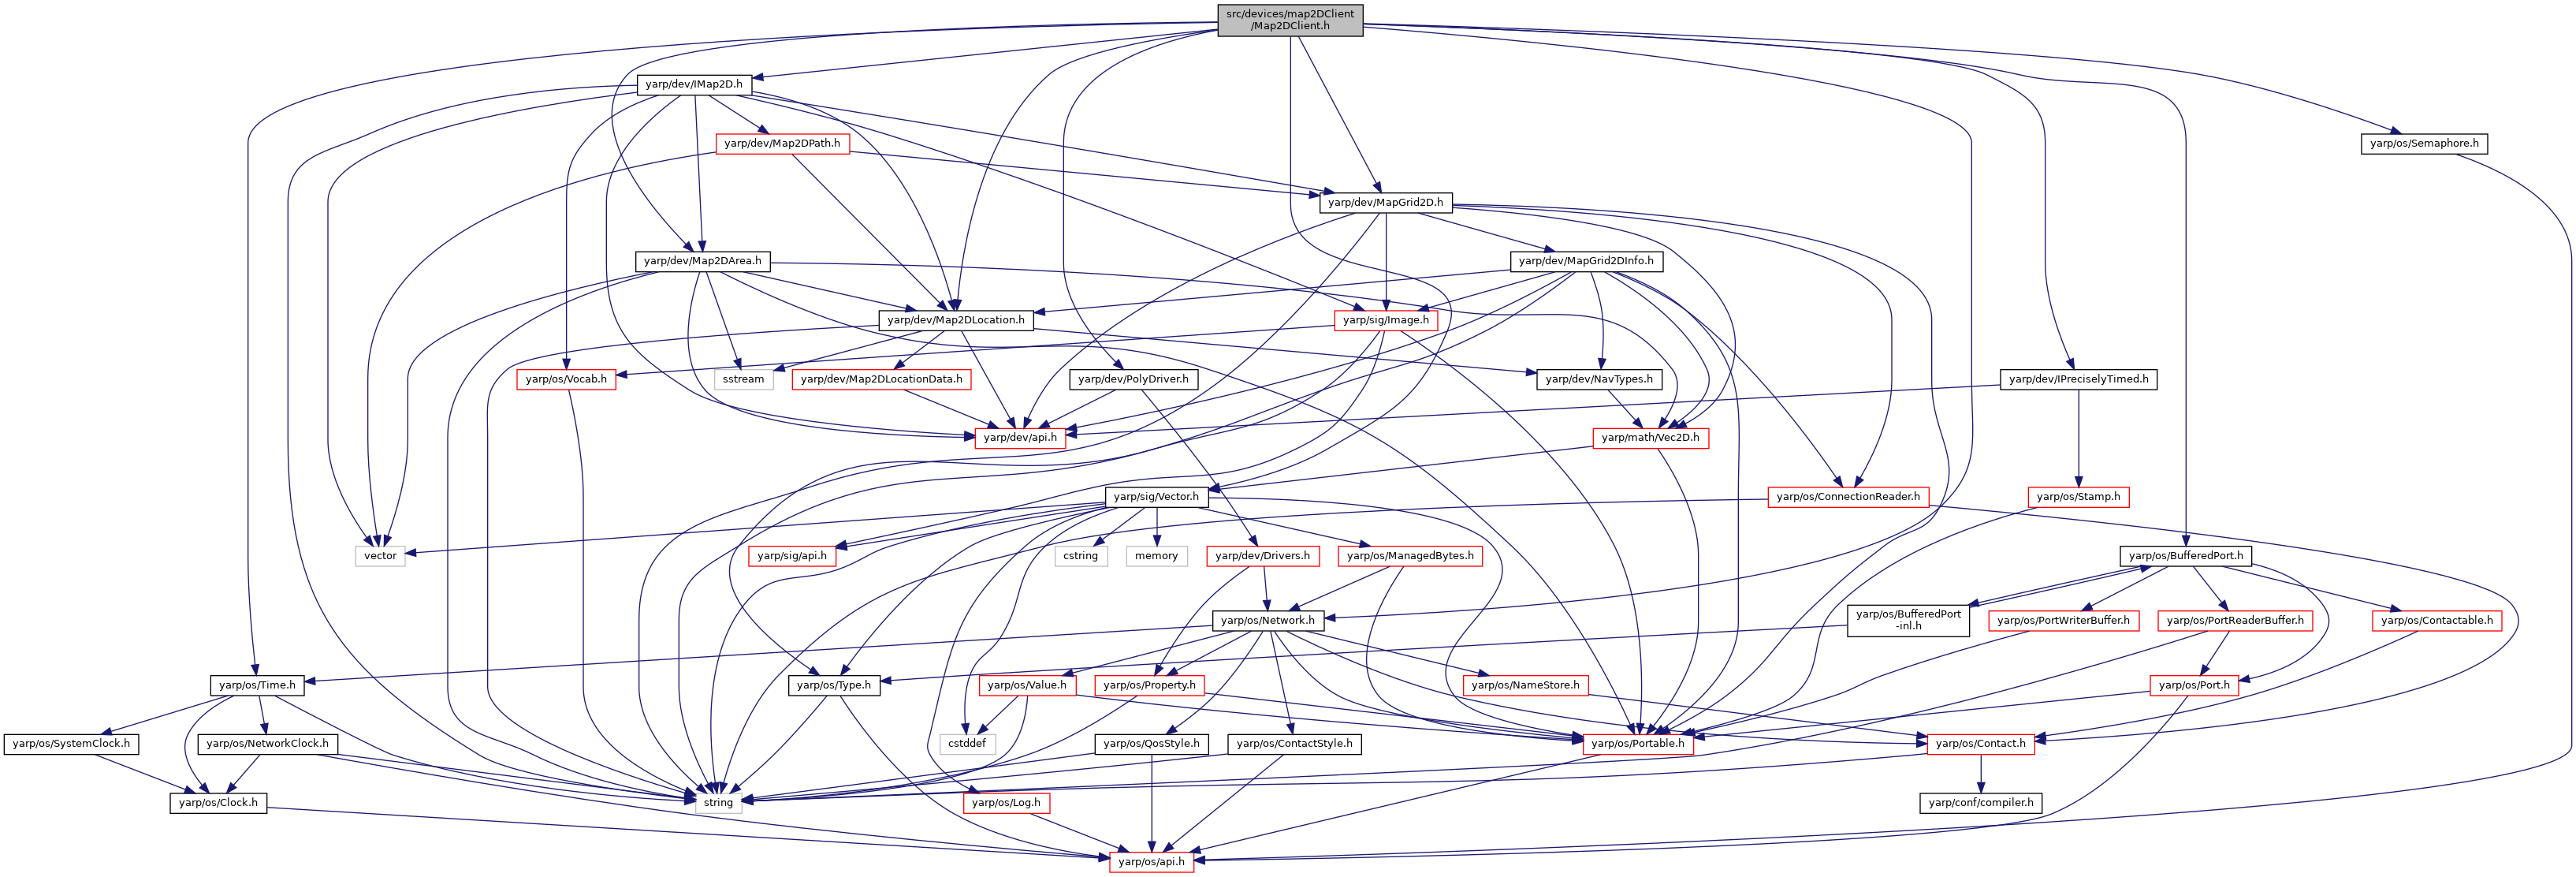 src/devices/map2DClient
/Map2DClient.h
yarp/dev/IMap2D.h
yarp/dev/Map2DPath.h
yarp/os/Semaphore.h
yarp/dev/MapGrid2D.h
yarp/dev/Map2DArea.h
yarp/dev/MapGrid2DInfo.h
yarp/dev/Map2DLocation.h
yarp/sig/Image.h
yarp/os/Vocab.h
sstream
yarp/dev/Map2DLocationData.h
yarp/dev/PolyDriver.h
yarp/dev/NavTypes.h
yarp/dev/IPreciselyTimed.h
yarp/dev/api.h
yarp/math/Vec2D.h
yarp/sig/Vector.h
yarp/os/ConnectionReader.h
yarp/os/Stamp.h
vector
yarp/sig/api.h
cstring
memory
yarp/dev/Drivers.h
yarp/os/ManagedBytes.h
yarp/os/BufferedPort.h
yarp/os/Network.h
yarp/os/BufferedPort
-inl.h
yarp/os/PortWriterBuffer.h
yarp/os/PortReaderBuffer.h
yarp/os/Contactable.h
yarp/os/Time.h
yarp/os/Type.h
yarp/os/Value.h
yarp/os/Property.h
yarp/os/NameStore.h
yarp/os/Port.h
yarp/os/SystemClock.h
yarp/os/NetworkClock.h
cstddef
yarp/os/QosStyle.h
yarp/os/ContactStyle.h
yarp/os/Portable.h
yarp/os/Contact.h
yarp/os/Clock.h
string
yarp/os/Log.h
yarp/conf/compiler.h
yarp/os/api.h